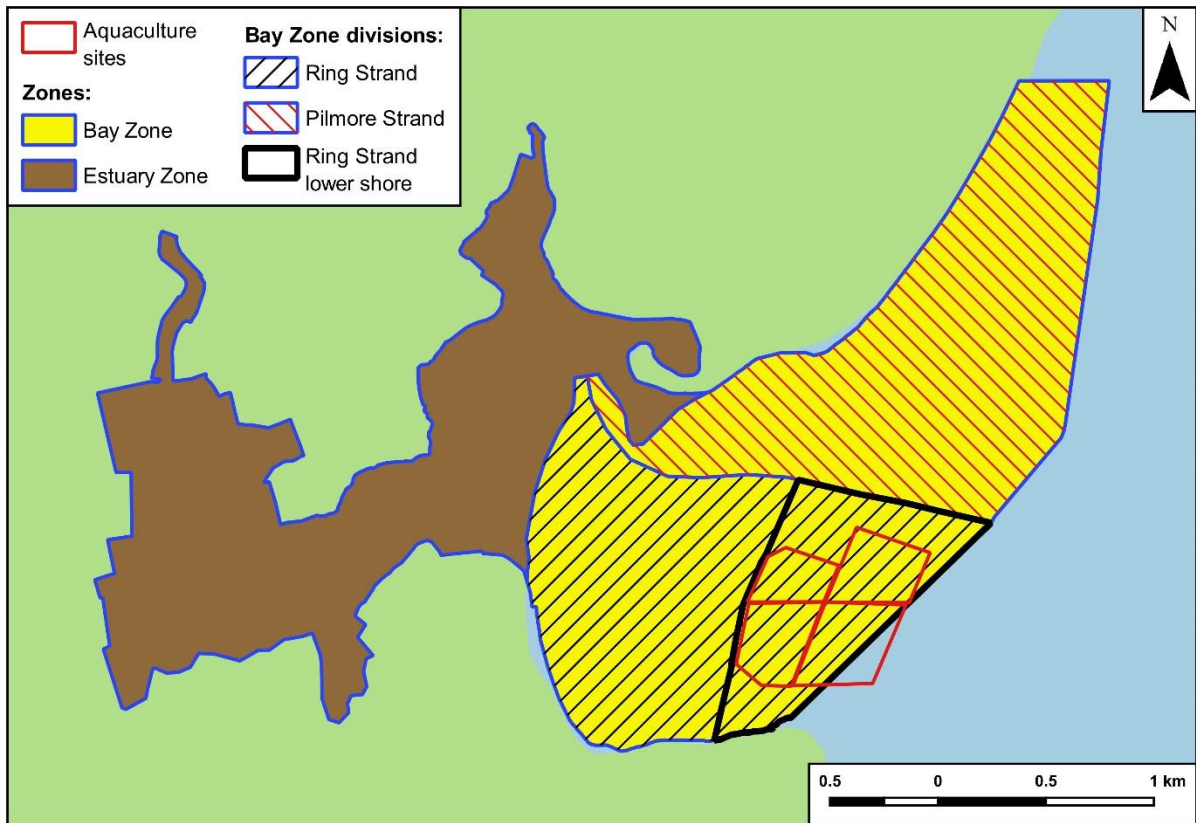 Aquaculture
sites
Zones:
Bay Zone
Estuary Zone
Bay Zone divisions:
Ring Strand
Pilmore Strand
Ring Strand
lower shore
N
0.5 0 0.5 1 km